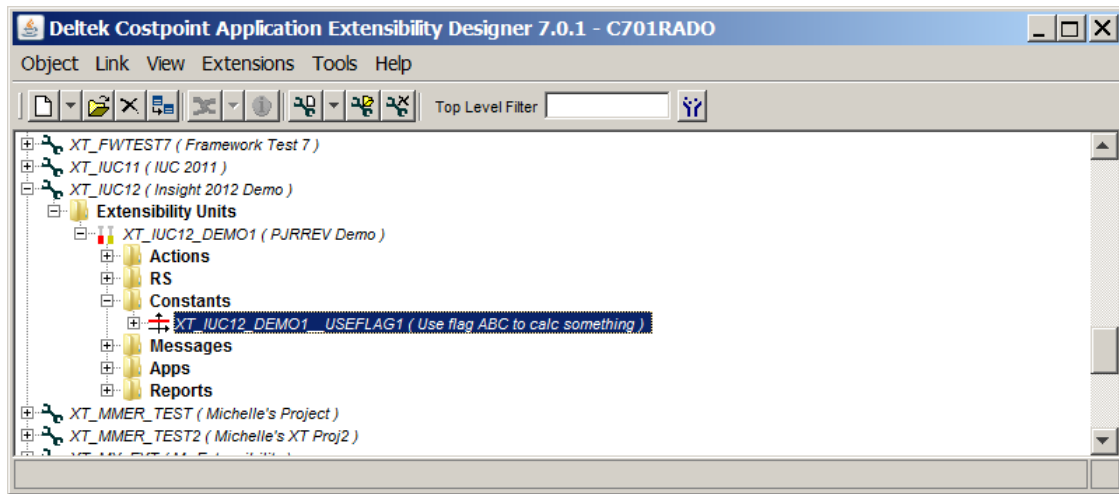 Deltek Costpoint Application Extensibility Designer 7.0.1 - C701RADO
Object Link View Extensions Tools Help
Top Level Filter
XT_FWTEST7 ( Framework Test 7 )
XT_IUC11 ( IUC 2011 )
XT_IUC12 ( Insight 2012 Demo )
Extensibility Units
XT_IUC12_DEMO1 ( PJRREV Demo )
Actions
RS
Constants
XT_IUC12_DEMO1__USEFLAG1 ( Use flag ABC to calc something )
Messages
Apps
Reports
XT_MMER_TEST ( Michelle's Project )
XT_MMER_TEST2 ( Michelle's XT Proj2 )